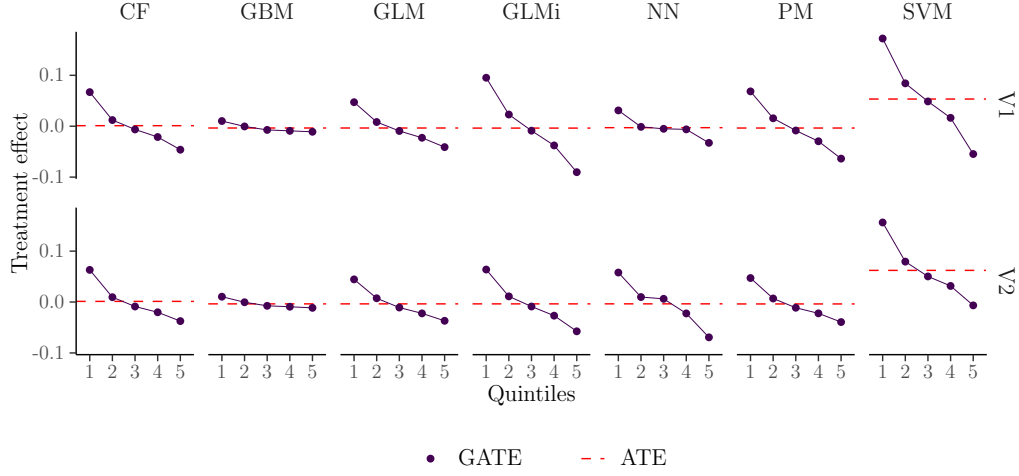 CF GBM GLM GLMi NN PM SVM
0.1
0.0
-0.1
V1
Treatment effect
0.1
0.0
-0.1
V2
1 2 3 4 5 1 2 3 4 5 1 2 3 4 5 1 2 3 4 5 1 2 3 4 5 1 2 3 4 5 1 2 3 4 5
Quintiles
GATE ATE